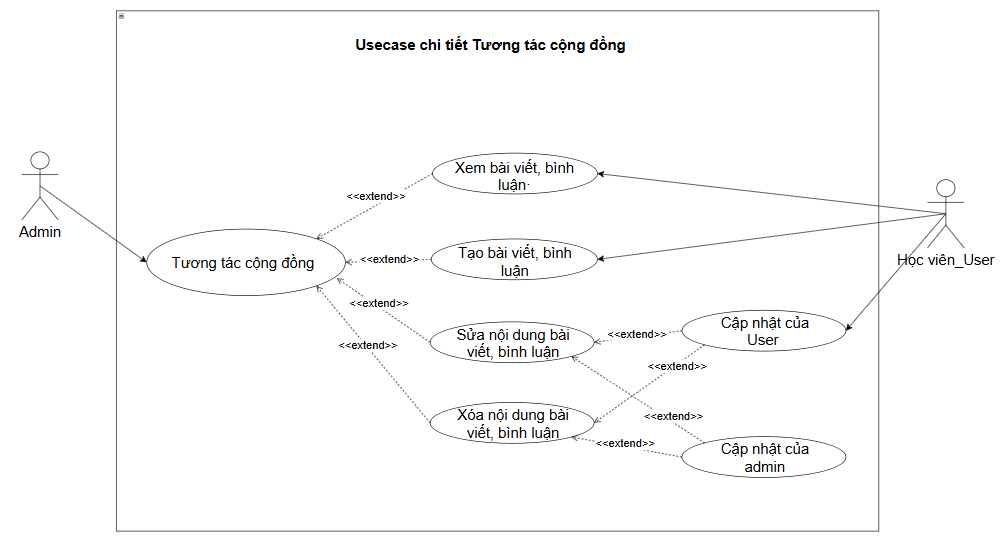 Usecase chi tiết Tương tác cộng đồng
Xem bài viết, bình
luận·
<<extend>>
Admin
Tạo bài viết, bình
luận
<<extend>>
Tương tác cộng đồng
Học viên_User
<<extend>>
Sửa nội dung bài
viết, bình luận
<<extend>>
Cập nhật của
User
<<extend>>
<<extend>>
Xóa nội dung bài
viết, bình luận
<<extend>>
<<extend>>
Cập nhật của
admin